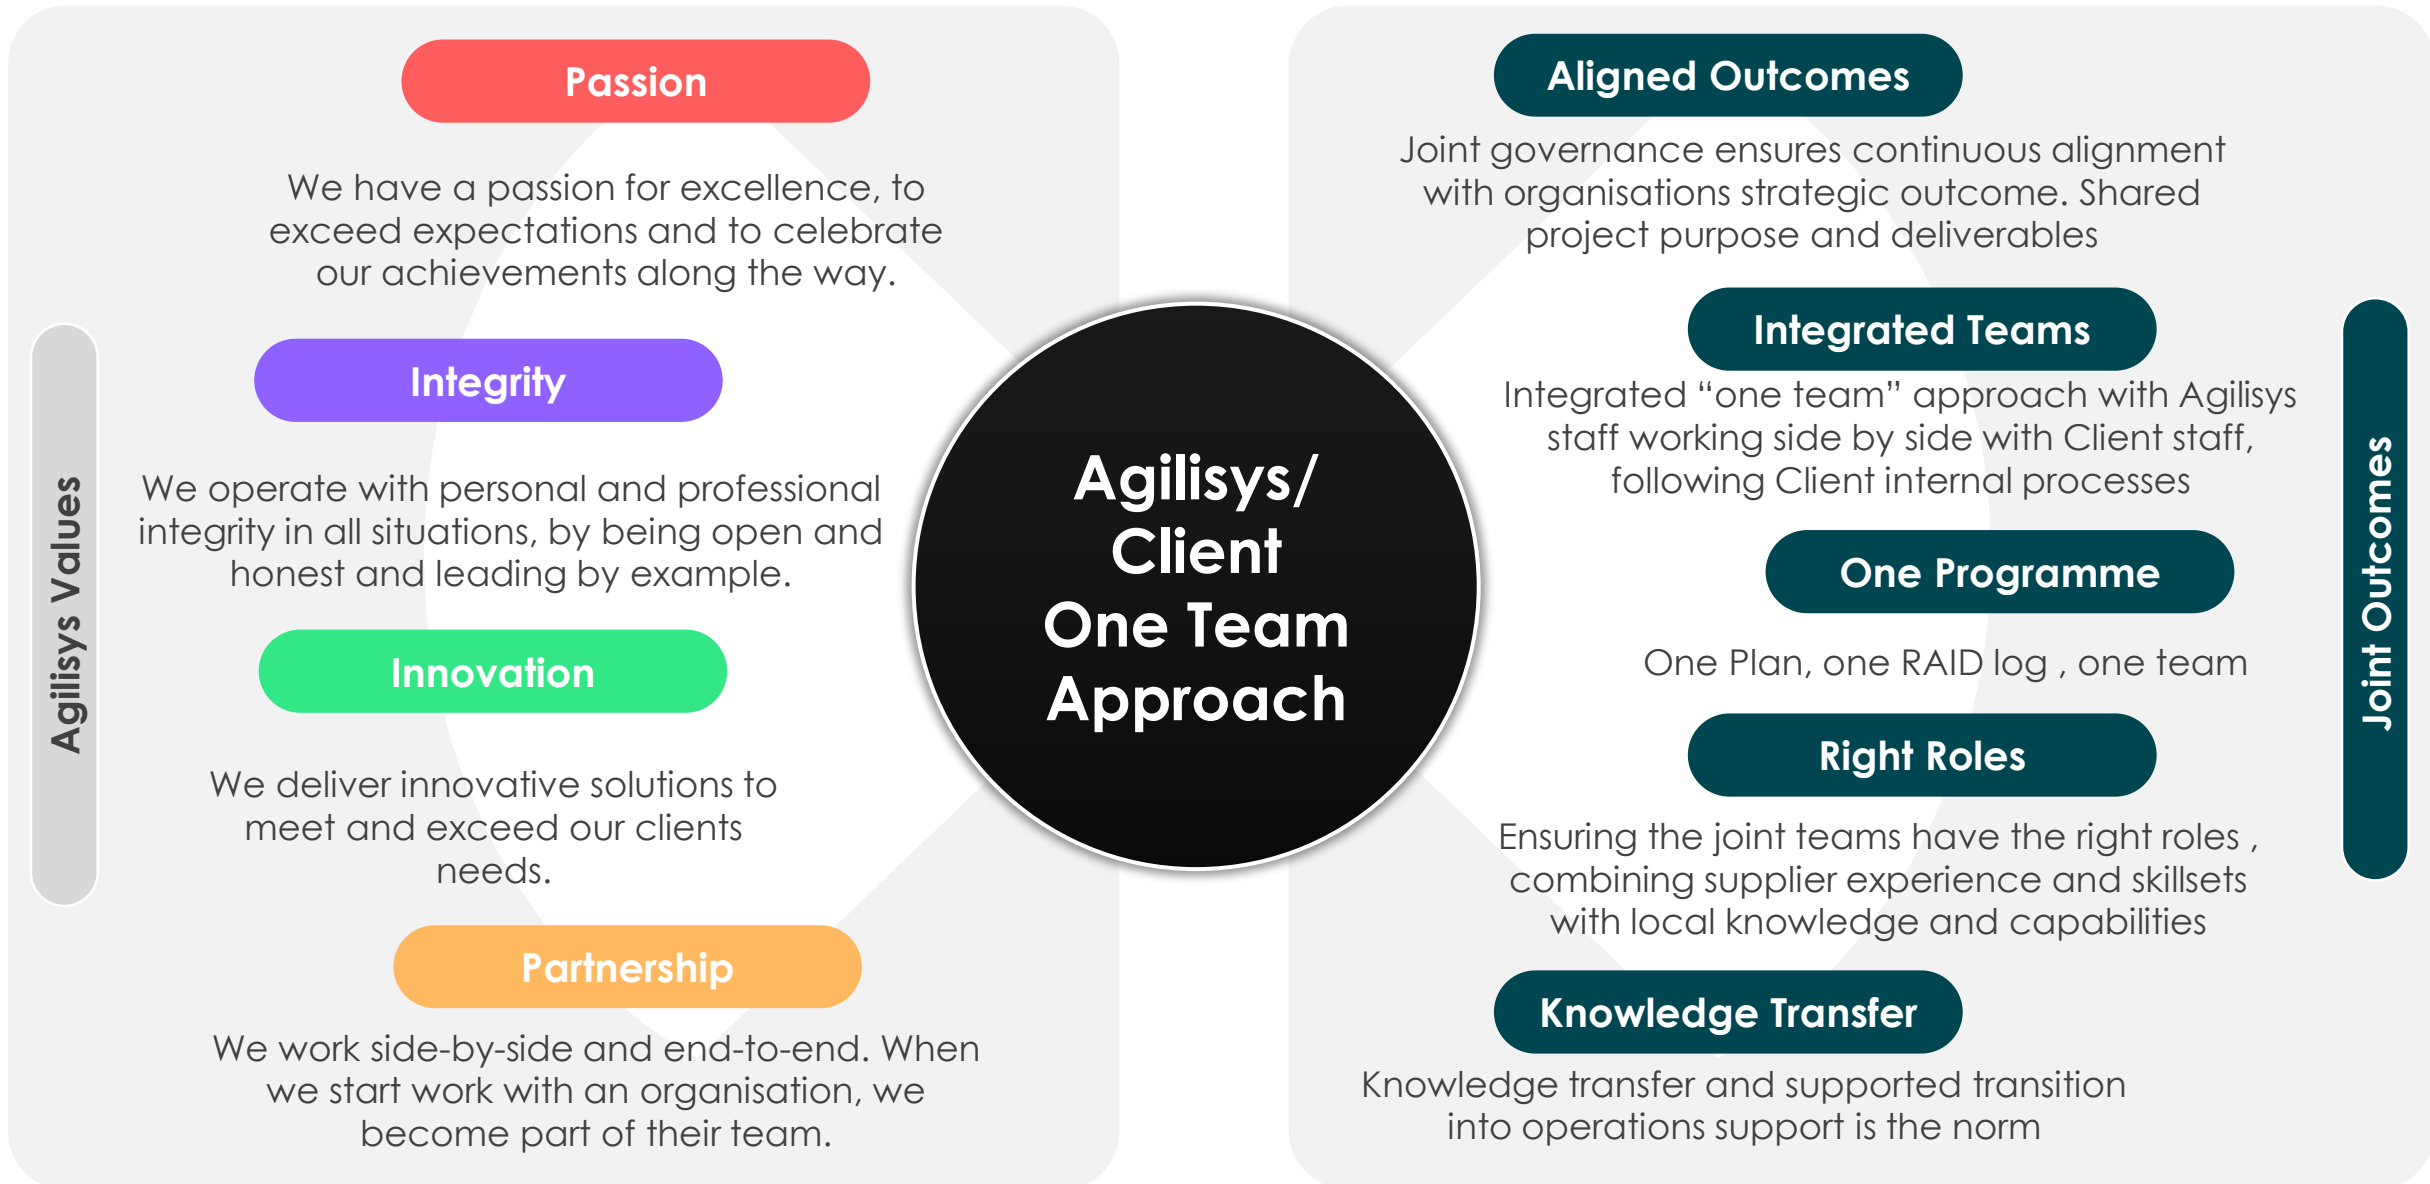 Agilisys Values
Passion
We have a passion for excellence, to
exceed expectations and to celebrate
our achievements along the way.
Integrity
We operate with personal and professional
integrity in all situations, by being open and
honest and leading by example.
Innovation
We deliver innovative solutions to
meet and exceed our clients
needs.
Partnership
We work side-by-side and end-to-end. When
we start work with an organisation, we
become part of their team.
Agilisys/
Client
One Team
Approach
Aligned Outcomes
Joint governance ensures continuous alignment
with organisations strategic outcome. Shared
project purpose and deliverables
Integrated Teams
Integrated “one team” approach with Agilisys
staff working side by side with Client staff,
following Client internal processes
One Programme
One Plan, one RAID log , one team
Right Roles
Ensuring the joint teams have the right roles ,
combining supplier experience and skillsets
with local knowledge and capabilities
Knowledge Transfer
Knowledge transfer and supported transition
into operations support is the norm
Joint Outcomes